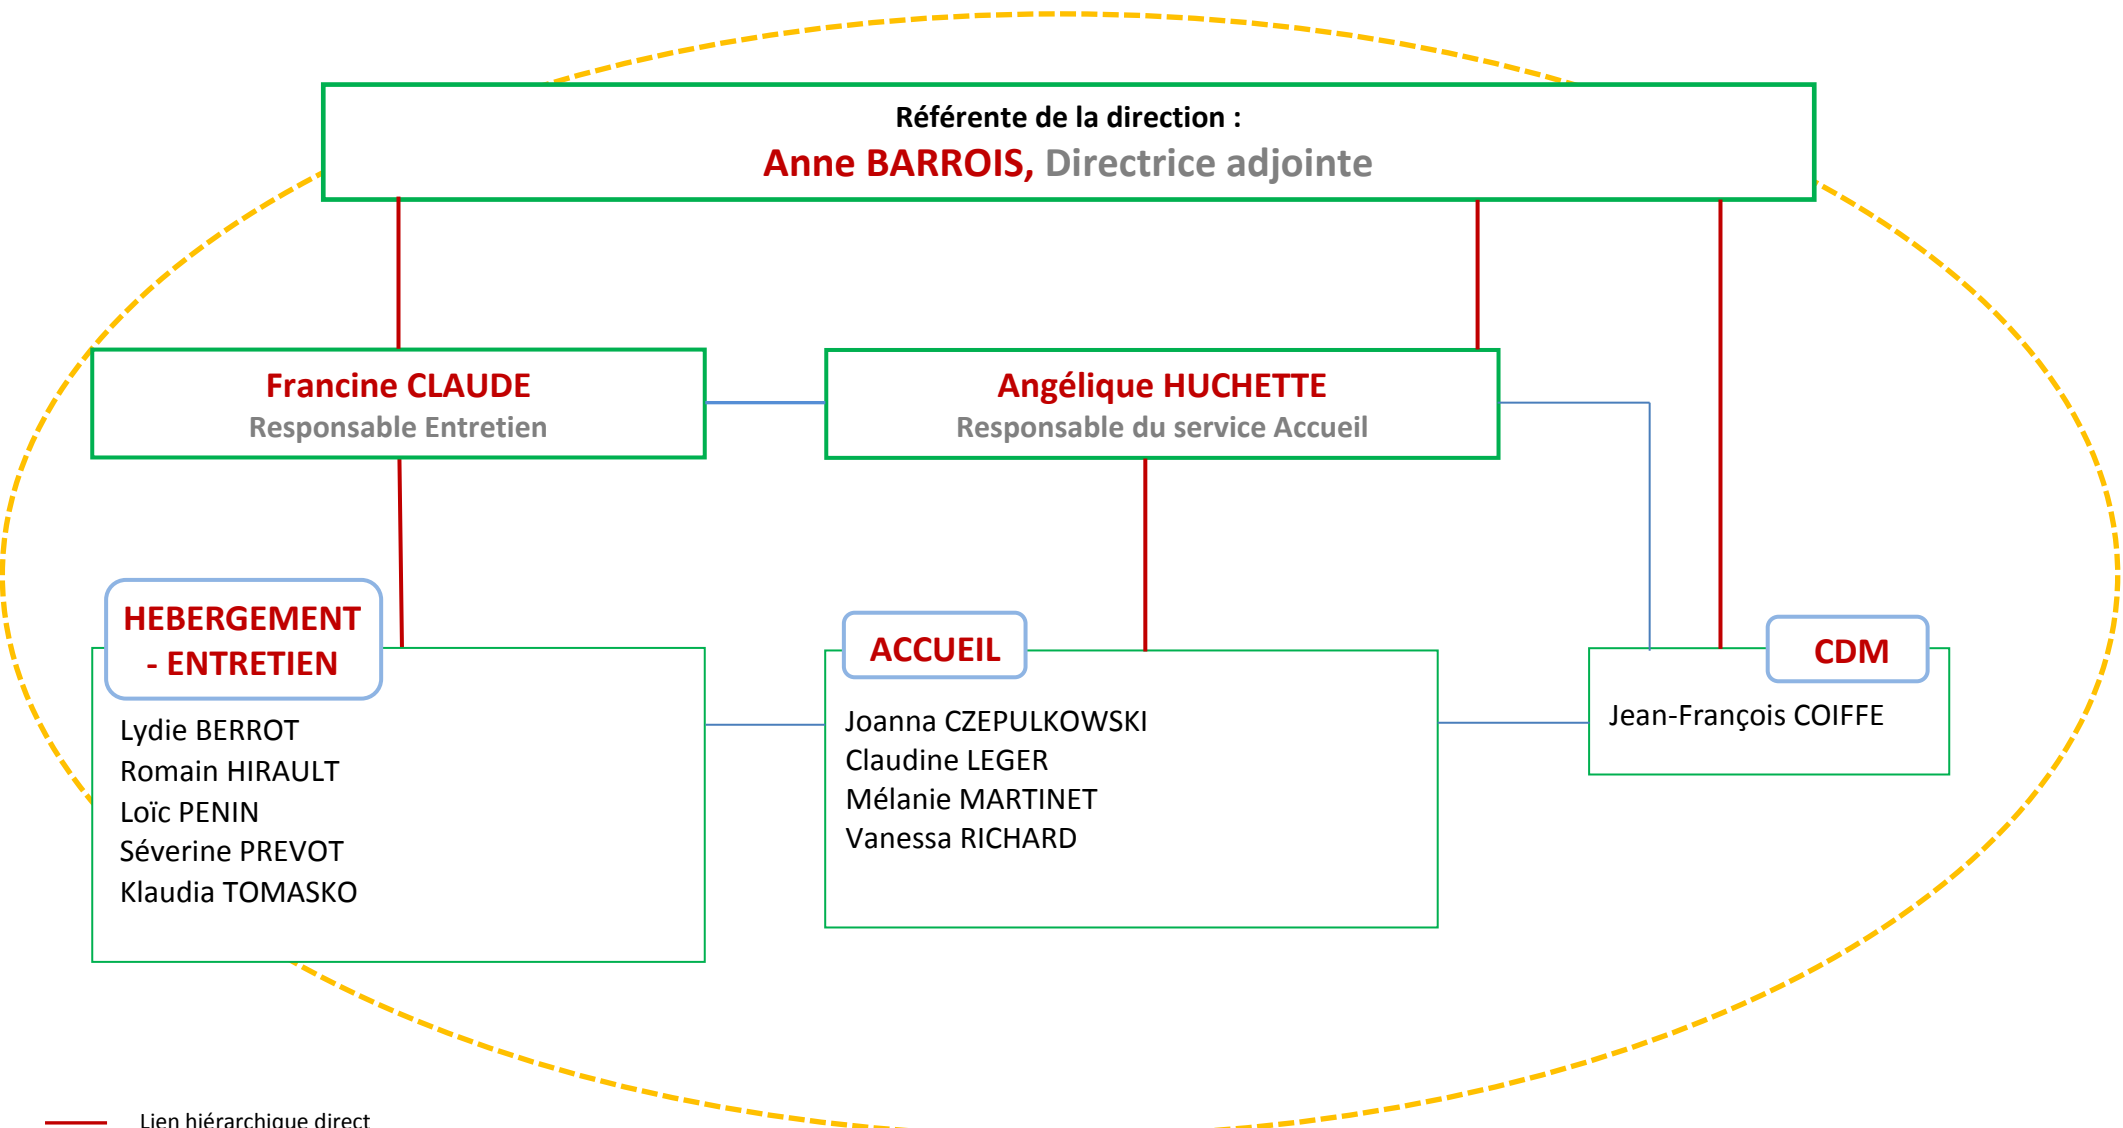 Référente de la direction :
Anne BARROIS, Directrice adjointe
Francine CLAUDE
Responsable Entretien
Angélique HUCHETTE
Responsable du service Accueil
HEBERGEMENT
- ENTRETIEN
Lydie BERROT
Romain HIRAULT
Loïc PENIN
Séverine PREVOT
Klaudia TOMASKO
ACCUEIL
Joanna CZEPULKOWSKI
Claudine LEGER
Mélanie MARTINET
Vanessa RICHARD
CDM
Jean-François COIFFE
Lien hiérarchique direct